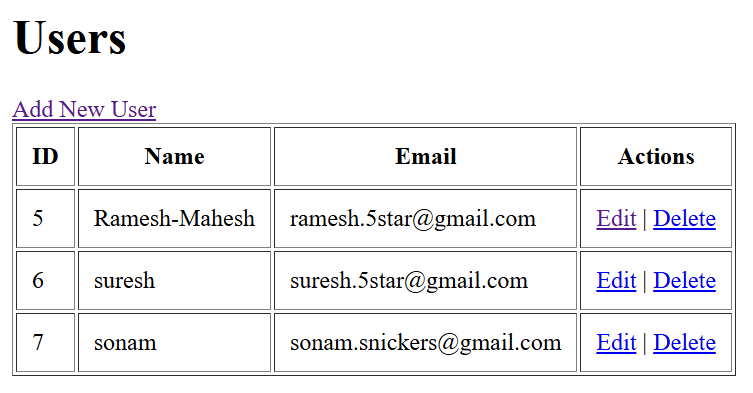 Users
Add New User
ID Name Email Actions
5 Ramesh-Mahesh ramesh.5star@gmail.com Edit | Delete
6 suresh suresh.5star@gmail.com Edit | Delete
7 sonam sonam.snickers@gmail.com Edit | Delete